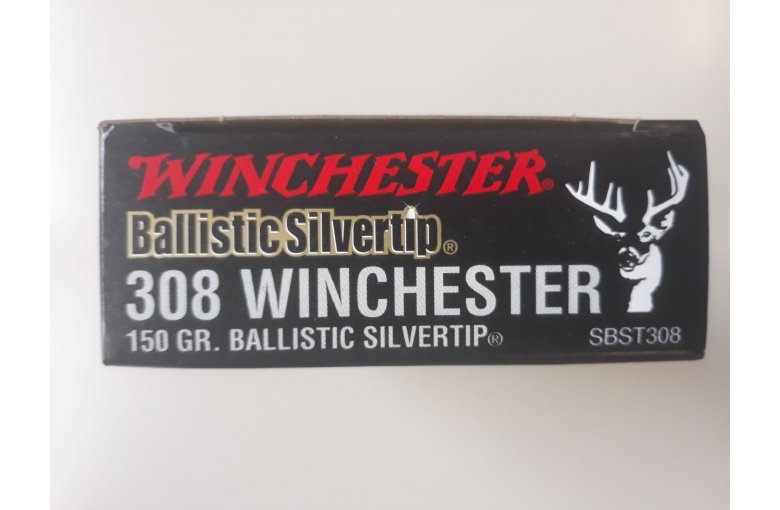 WINCHESTER®
Ballistic Silvertip®
308 WINCHESTER
150 GR. BALLISTIC SILVERTIP®
SBST308